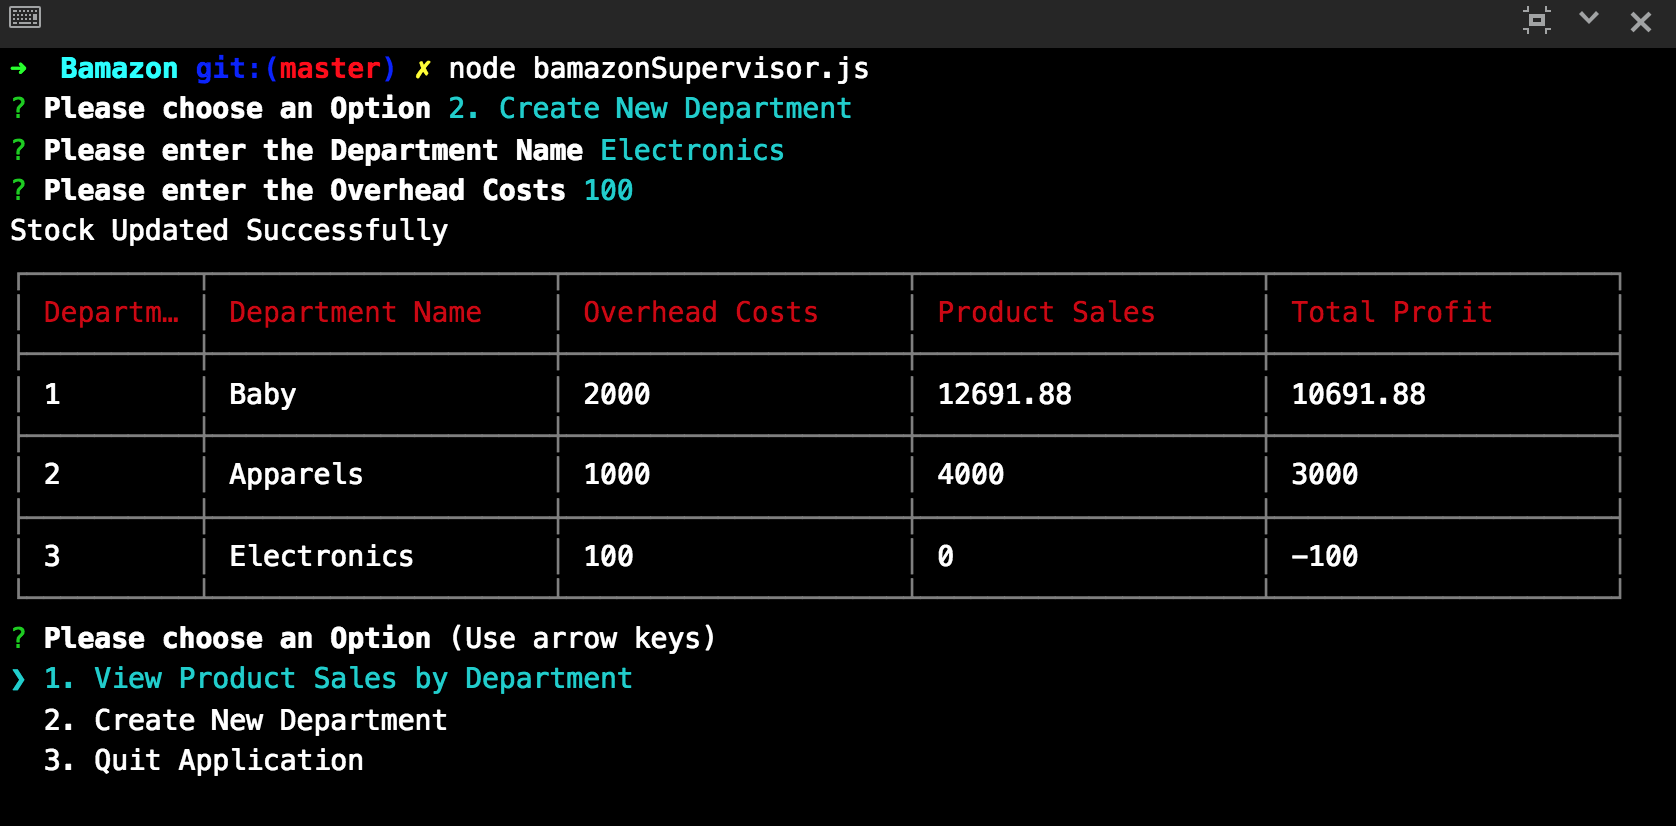 ➜  Bamazon git:(master) ✗ node bamazonSupervisor.js
? Please choose an Option 2. Create New Department
? Please enter the Department Name Electronics
? Please enter the Overhead Costs 100
Stock Updated Successfully
Departm… Department Name Overhead Costs Product Sales Total Profit
1 Baby 2000 12691.88 10691.88
2 Apparels 1000 4000 3000
3 Electronics 100 0 -100
? Please choose an Option (Use arrow keys)
❯ 1. View Product Sales by Department
2. Create New Department
3. Quit Application